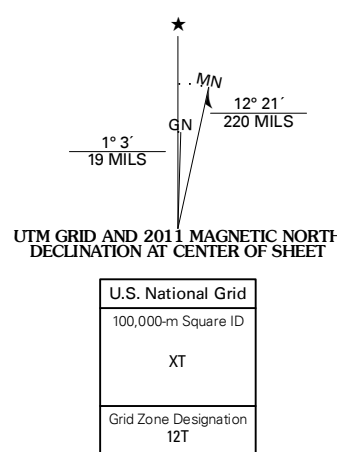 ★
MN
GN
12° 21´
220 MILS
1° 3´
19 MILS
UTM GRID AND 2011 MAGNETIC NORTH
DECLINATION AT CENTER OF SHEET
U.S. National Grid
100,000-m Square ID
XT
Grid Zone Designation
12T